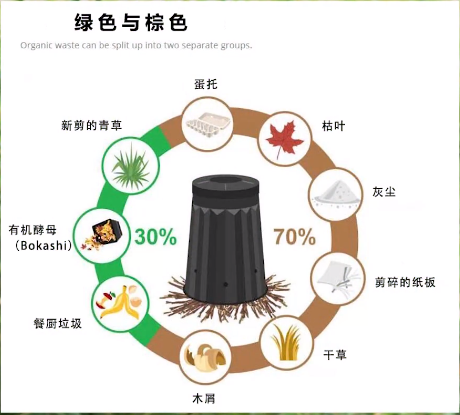 绿色与棕色
Organic waste can be split up into two separate groups.
蛋托
新剪的青草
枯叶
灰尘
有机酵母
（Bokashi）
30%
70%
剪碎的纸板
餐厨垃圾
干草
木屑